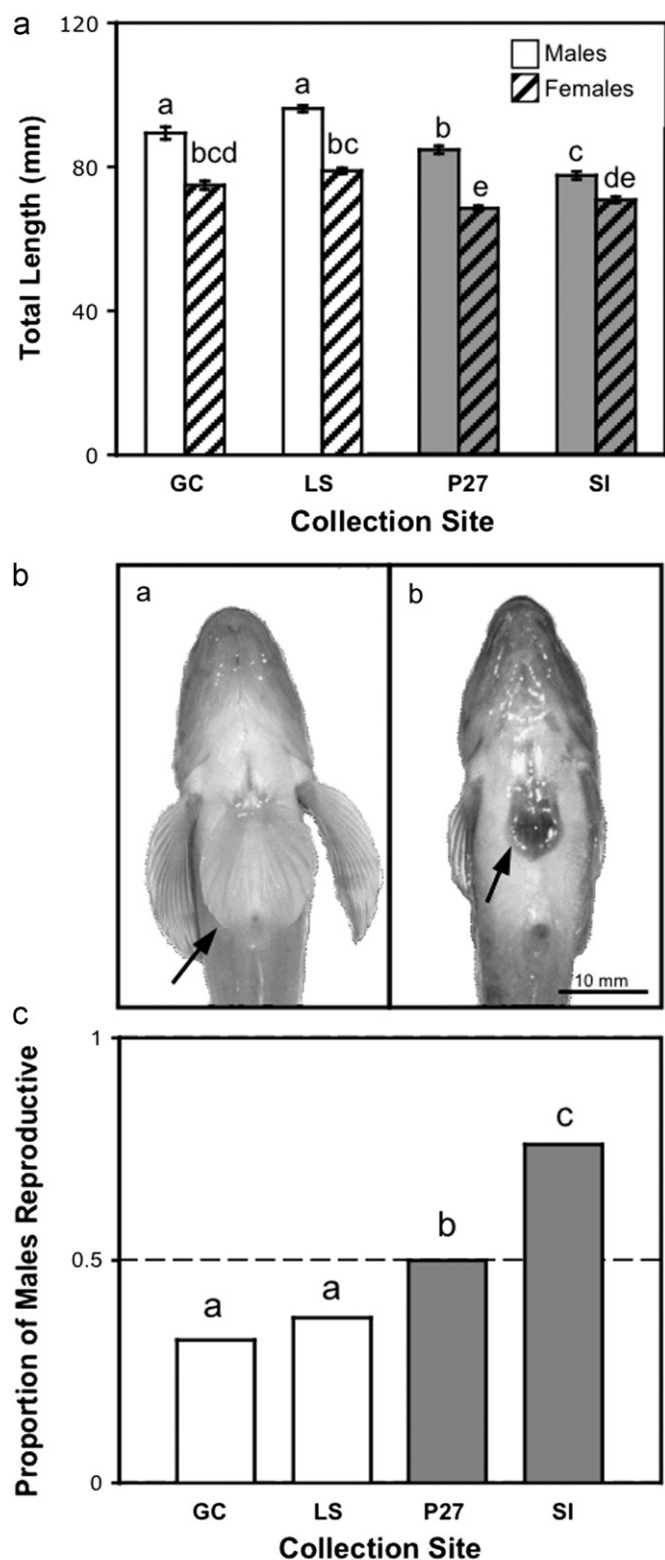 a
Total Length (mm)
120
80
40
0
Males
Females
a
bcd
a
bc
b
e
c
de
GC LS P27 SI
Collection Site
b
a
b
10 mm
c
Proportion of Males Reproductive
1
0.5
0
a
a
b
c
GC LS P27 SI
Collection Site